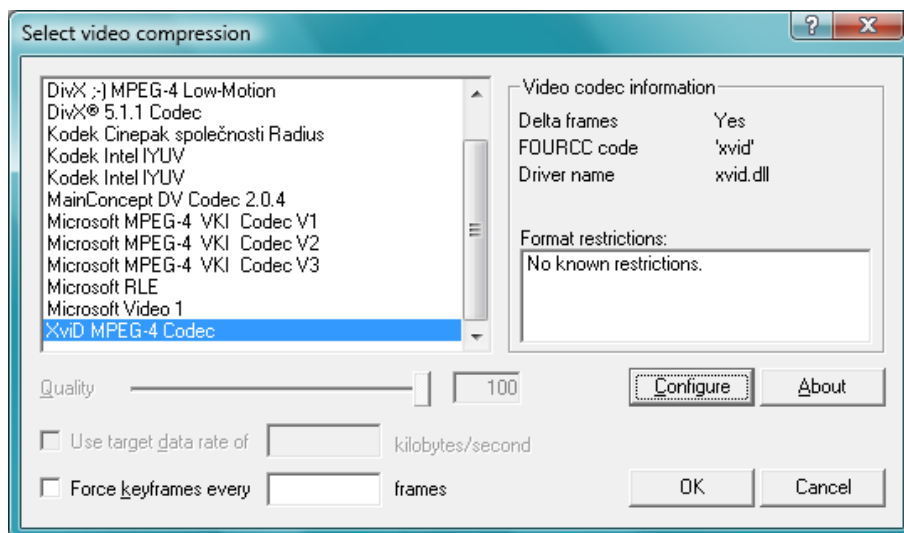 Select video compression
DivX ;-) MPEG-4 Low-Motion
DivX® 5.1.1 Codec
Kodek Cinepak společnosti Radius
Kodek Intel IYUV
Kodek Intel IYUV
MainConcept DV Codec 2.0.4
Microsoft MPEG-4 VKI Codec V1
Microsoft MPEG-4 VKI Codec V2
Microsoft MPEG-4 VKI Codec V3
Microsoft RLE
Microsoft Video 1
XviD MPEG-4 Codec
Video codec information
Delta frames Yes
FOURCC code 'xvid'
Driver name xvid.dll
Format restrictions:
No known restrictions.
Quality 100
Configure About
Use target data rate of kilobytes/second
Force keyframes every frames
OK Cancel